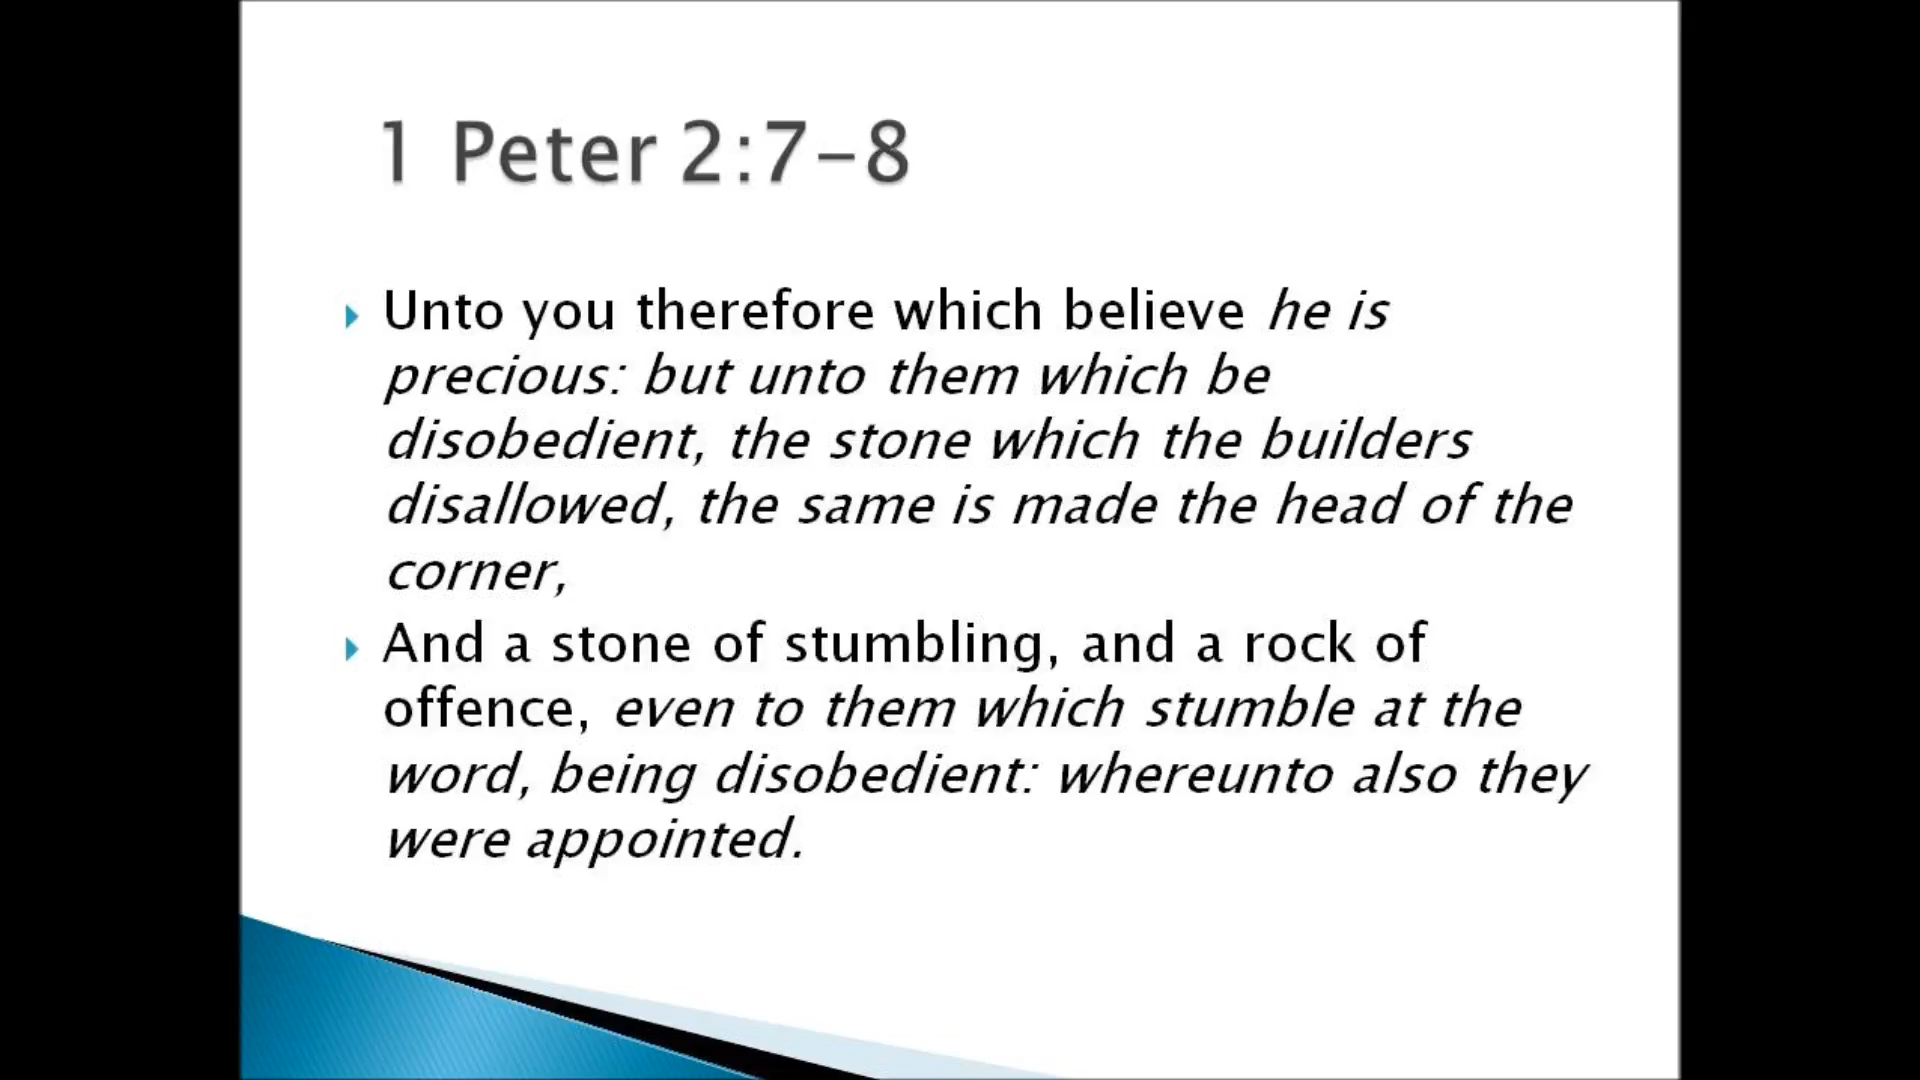 1 Peter 2:7-8
Unto you therefore which believe he is
precious: but unto them which be
disobedient, the stone which the builders
disallowed, the same is made the head of the
corner,
And a stone of stumbling, and a rock of
offence, even to them which stumble at the
word, being disobedient: whereunto also they
were appointed.